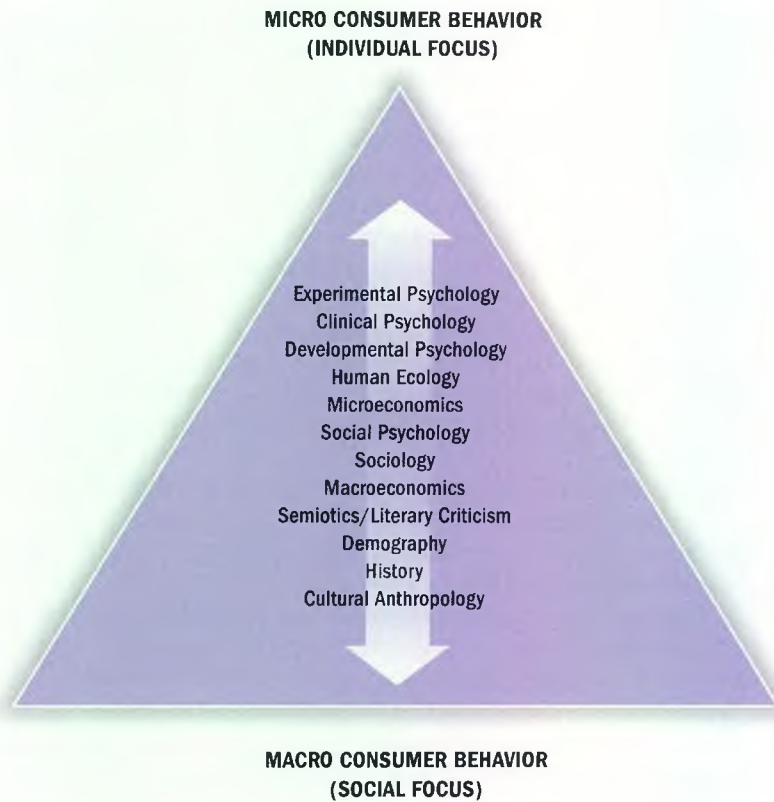 MICRO CONSUMER BEHAVIOR
(INDIVIDUAL FOCUS)
Experimental Psychology
Clinical Psychology
Developmental Psychology
Human Ecology
Microeconomics
Social Psychology
Sociology
Macroeconomics
Semiotics/Literary Criticism
Demography
History
Cultural Anthropology
MACRO CONSUMER BEHAVIOR
(SOCIAL FOCUS)